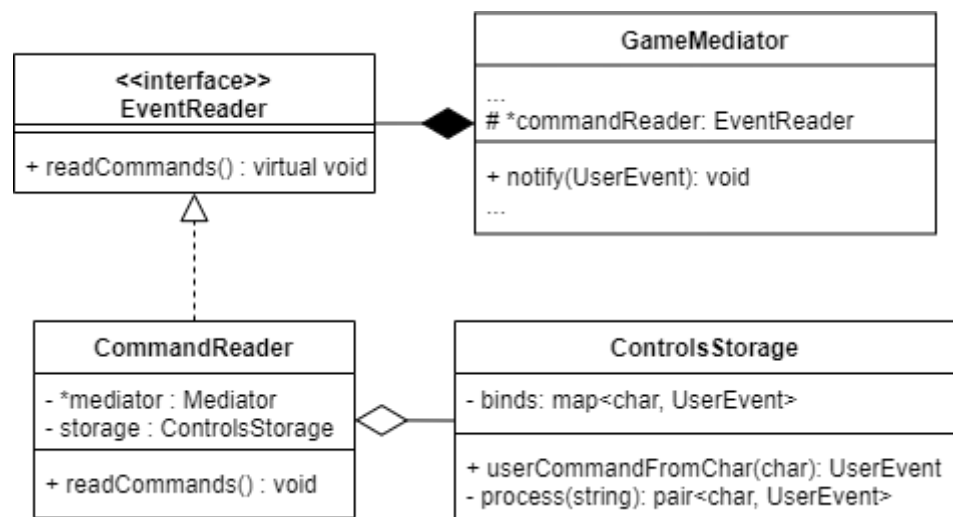 <<interface>>
EventReader
+ readCommands() : virtual void
GameMediator
...
# *commandReader: EventReader
+ notify(UserEvent): void
...
CommandReader
- *mediator : Mediator
- storage : ControlsStorage
+ readCommands() : void
ControlsStorage
- binds: map<char, UserEvent>
+ userCommandFromChar(char): UserEvent
- process(string): pair<char, UserEvent>